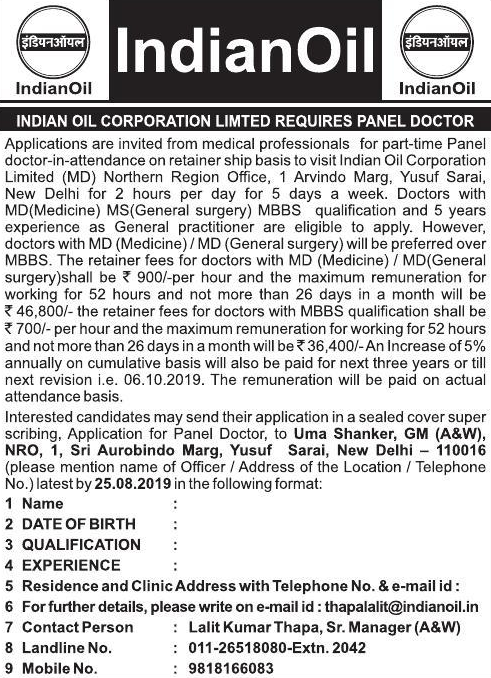 इंडियनऑयल
IndianOil
IndianOil
इंडियनऑयल
IndianOil
INDIAN OIL CORPORATION LIMTED REQUIRES PANEL DOCTOR
Applications are invited from medical professionals for part-time Panel
doctor-in-attendance on retainer ship basis to visit Indian Oil Corporation
Limited (MD) Northern Region Office, 1 Arvindo Marg, Yusuf Sarai,
New Delhi for 2 hours per day for 5 days a week. Doctors with
MD(Medicine) MS(General surgery) MBBS qualification and 5 years
experience as General practitioner are eligible to apply. However,
doctors with MD (Medicine) / MD (General surgery) will be preferred over
MBBS. The retainer fees for doctors with MD (Medicine) / MD(General
surgery)shall be ₹ 900/-per hour and the maximum remuneration for
working for 52 hours and not more than 26 days in a month will be
₹ 46,800/- the retainer fees for doctors with MBBS qualification shall be
₹ 700/- per hour and the maximum remuneration for working for 52 hours
and not more than 26 days in a month will be ₹ 36,400/- An Increase of 5%
annually on cumulative basis will also be paid for next three years or till
next revision i.e. 06.10.2019. The remuneration will be paid on actual
attendance basis.
Interested candidates may send their application in a sealed cover super
scribing, Application for Panel Doctor, to Uma Shanker, GM (A&W),
NRO, 1, Sri Aurobindo Marg, Yusuf Sarai, New Delhi – 110016
(please mention name of Officer / Address of the Location / Telephone
No.) latest by 25.08.2019 in the following format:
1 Name :
2 DATE OF BIRTH :
3 QUALIFICATION :
4 EXPERIENCE :
5 Residence and Clinic Address with Telephone No. & e-mail id :
6 For further details, please write on e-mail id : thapalalit@indianoil.in
7 Contact Person : Lalit Kumar Thapa, Sr. Manager (A&W)
8 Landline No. : 011-26518080-Extn. 2042
9 Mobile No. : 9818166083